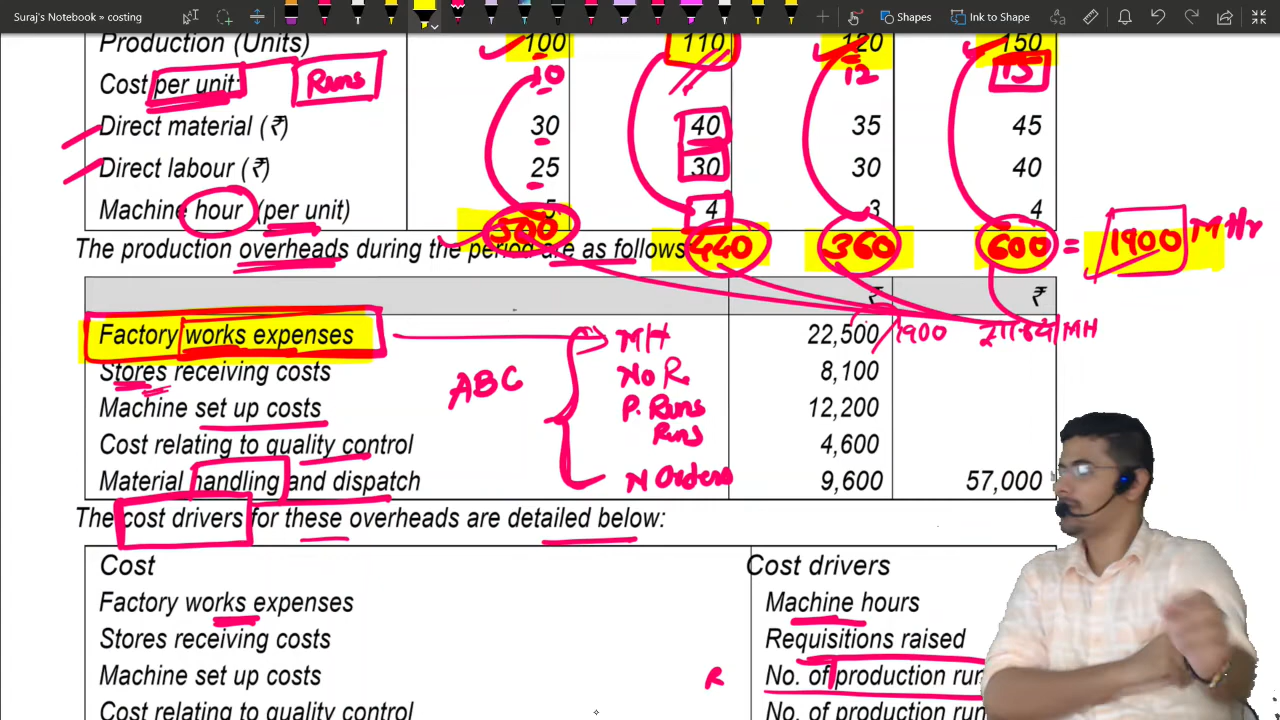 Suraj's Notebook » costing
Shapes Ink to Shape
Production (Units) 100 110 120 150
Cost per unit: Runs 10 12 15
Direct material (₹) 30 40 35 45
Direct labour (₹) 25 30 30 40
Machine hour (per unit) 5 4 3 4
500 440 360 600 = 1900 M Hr
The production overheads during the period are as follows
₹ ₹
Factory works expenses M/H 22,500 /1900 /MH
Stores receiving costs No R 8,100
ABC
Machine set up costs P. Runs 12,200
Runs
Cost relating to quality control 4,600
Material handling and dispatch N Orders 9,600 57,000
The cost drivers for these overheads are detailed below:
Cost Cost drivers
Factory works expenses Machine hours
Stores receiving costs Requisitions raised
Machine set up costs R No. of production run
Cost relating to quality control No. of production run